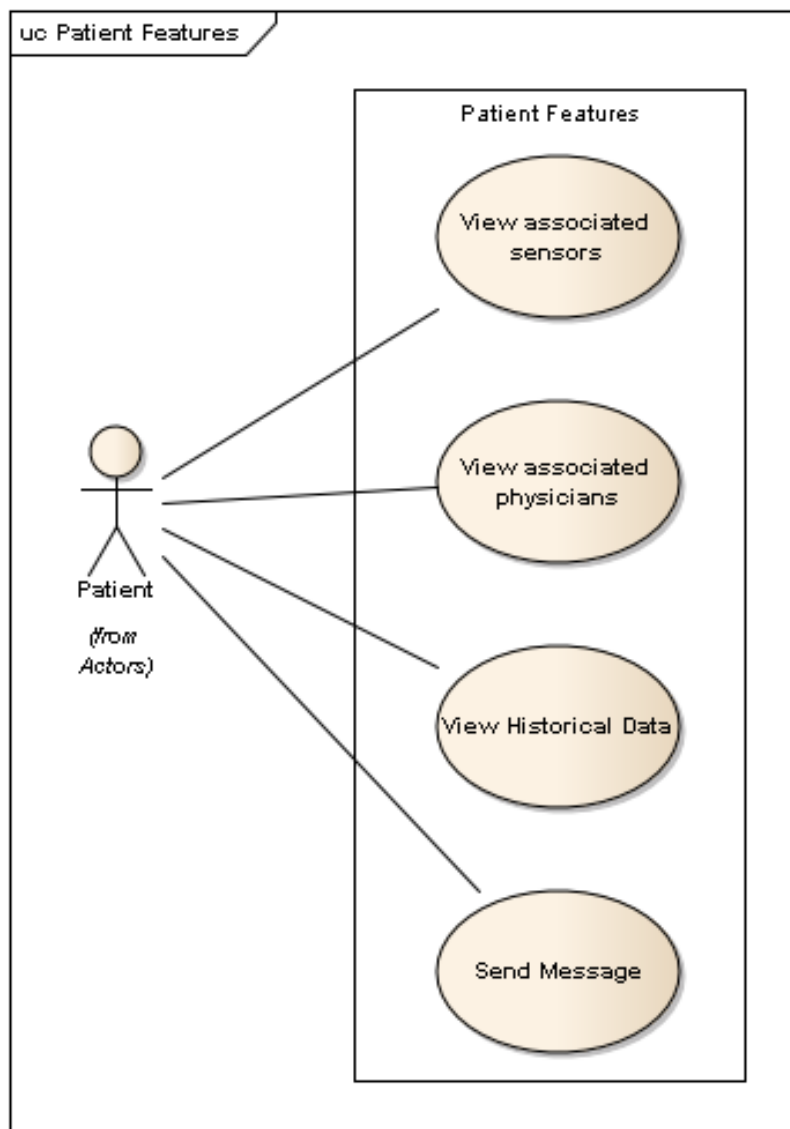 uc Patient Features
Patient Features
View associated
sensors
View associated
physicians
Patient
(from
Actors)
View Historical Data
Send Message